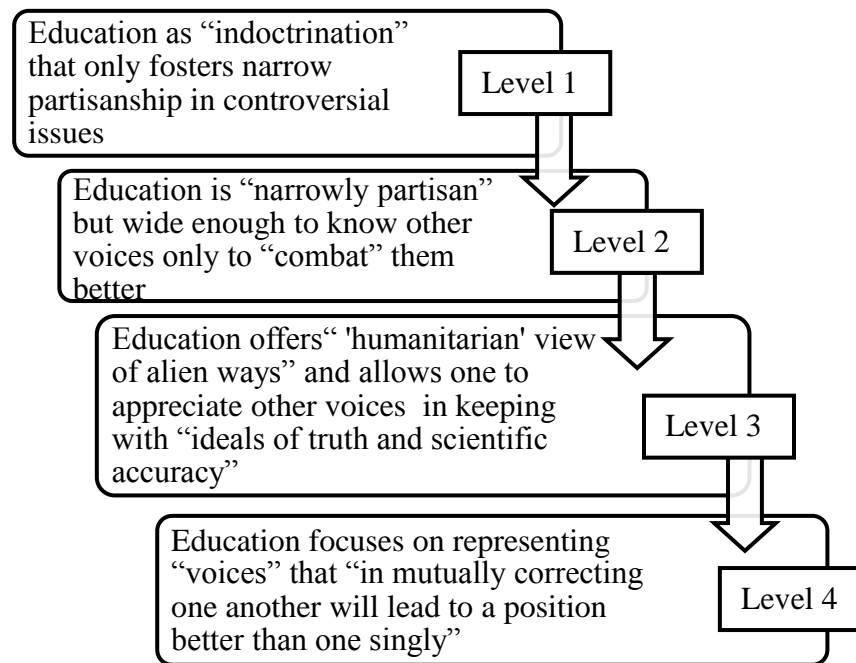 Education as “indoctrination”
that only fosters narrow
partisanship in controversial
issues
Level 1
Education is “narrowly partisan”
but wide enough to know other
voices only to “combat” them
better
Level 2
Education offers“ 'humanitarian' view
of alien ways” and allows one to
appreciate other voices in keeping
with “ideals of truth and scientific
accuracy”
Level 3
Education focuses on representing
“voices” that “in mutually correcting
one another will lead to a position
better than one singly”
Level 4